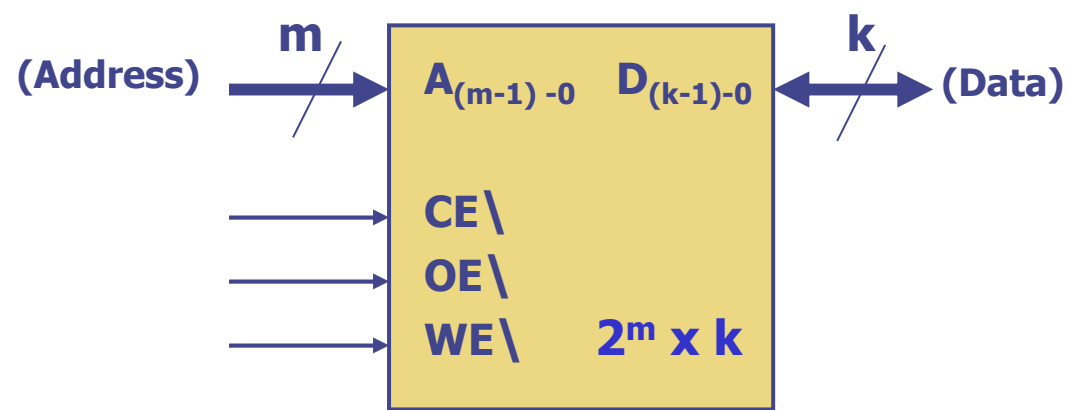 m
k
(Address)
A(m-1) -0 D(k-1)-0
(Data)
CE\
OE\
WE\ 2ᵐ x k